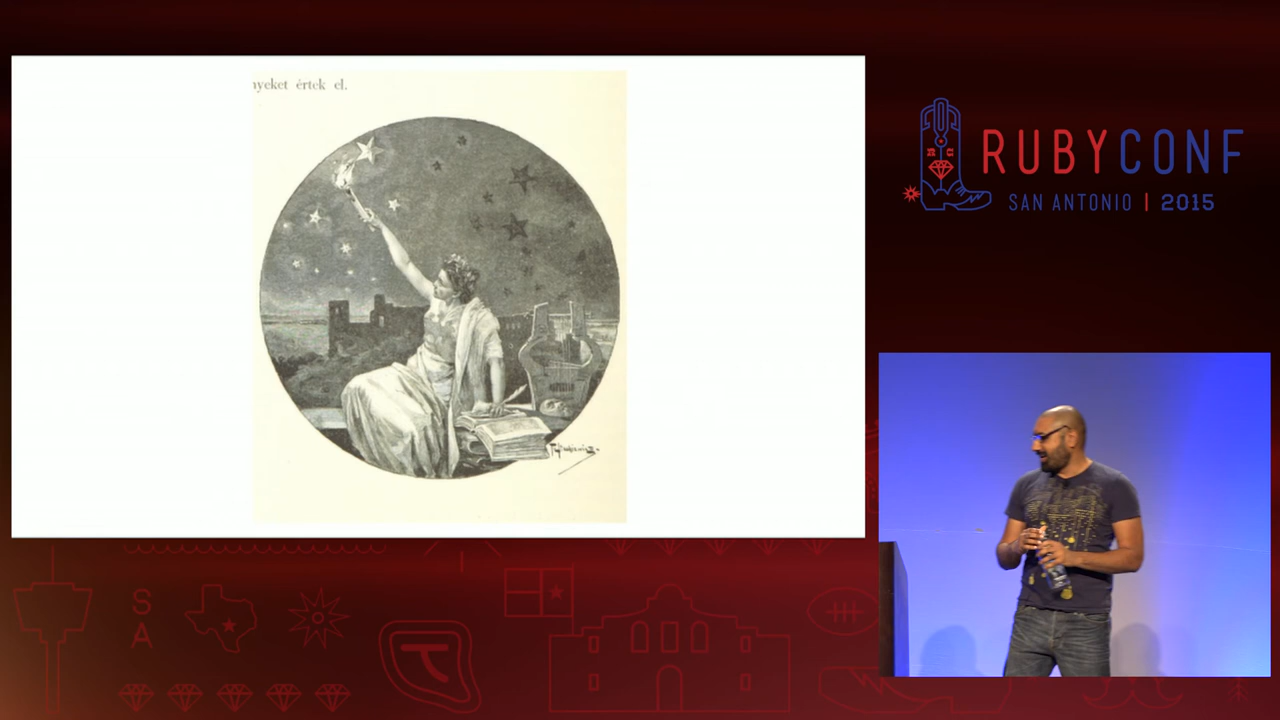 nyeket értek el.
RUBYCONF
SAN ANTONIO | 2015
S
A